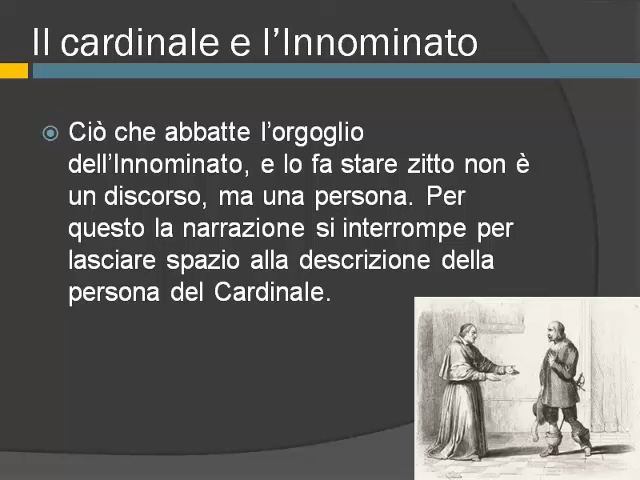 Il cardinale e l’Innominato
Ciò che abbatte l’orgoglio
dell’Innominato, e lo fa stare zitto non è
un discorso, ma una persona. Per
questo la narrazione si interrompe per
lasciare spazio alla descrizione della
persona del Cardinale.